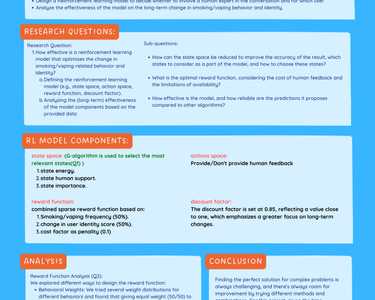 Design a reinforcement learning model to decide whether to involve a human expert in the conversation and for which user
Analyze the effectiveness of the model on the long-term change in smoking/vaping behavior and identity.
RESEARCH QUESTIONS:
Research Question:
1.How effective is a reinforcement learning model that optimises the change in smoking/vaping-related behavior and identity?
a.Defining the reinforcement learning model (e.g., state space, action space, reward function, discount factor).
b.Analyzing the (long-term) effectiveness of the model components based on the provided data
Sub-questions:
How can the state space be reduced to improve the accuracy of the result, which states to consider as a part of the model, and how to choose these states?
What is the optimal reward function, considering the cost of human feedback and the limitations of availability?
How effective is the model, and how reliable are the predictions it proposes compared to other algorithms?
RL MODEL COMPONENTS:
state space (G-algorithm is used to select the most relevant states(Q1) )
1.state energy.
2.state human support.
3.state importance.
actions space
Provide/Don't provide human feedback
reward function
combined sparse reward function based on:
1.Smoking/vaping frequency (50%).
2.change in user identity score (50%).
3.cost factor as penalty (0.1)
discount factor
The discount factor is set at 0.85, reflecting a value close to one, which emphasizes a greater focus on long-term changes.
ANALYSIS
Reward Function Analysis (Q2):
We explored different ways to design the reward function:
Behavioral Weights: We tried several weight distributions for different behaviors and found that giving equal weight (50/50) to
CONCLUSION
Finding the perfect solution for complex problems is always challenging, and there's always room for improvement by trying different methods and